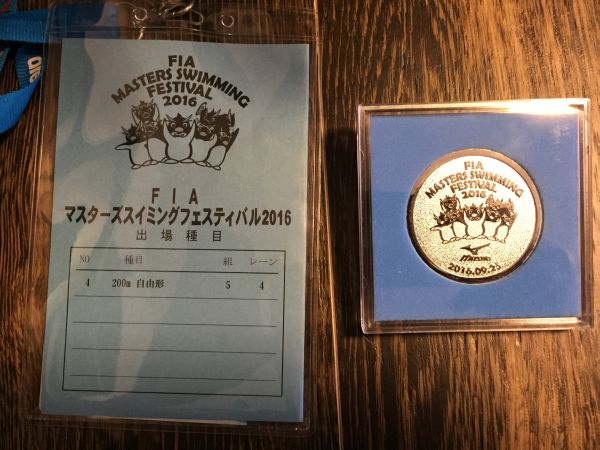 FIA
MASTERS SWIMMING
FESTIVAL
2016
FIA
マスターズスイミングフェスティバル2016
出場種目
NO 種目 組 レーン
4 200m 自由形 5 4
FIA
MASTERS SWIMMING
FESTIVAL
2016
MIZUNO
2016.09.25